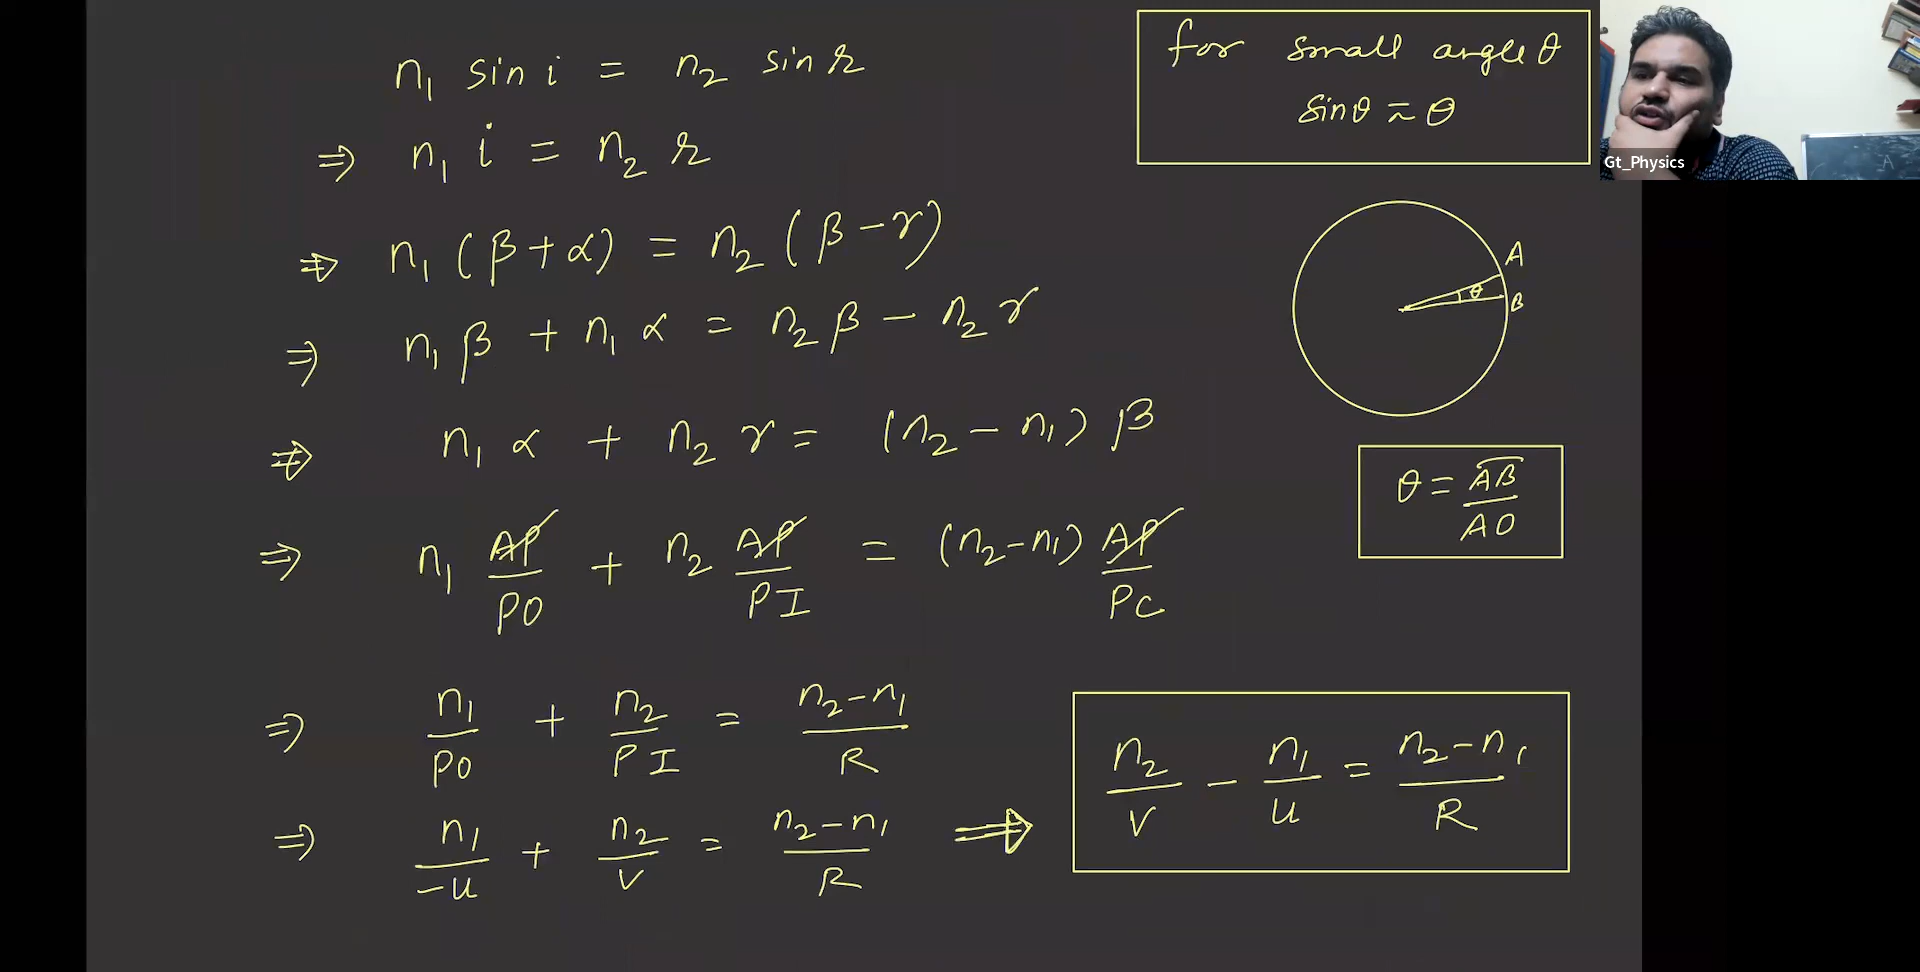 n₁ sin i = n₂ sin r
⇒ n₁ i = n₂ r
⇒ n₁ (β + α) = n₂ (β − γ)
⇒ n₁ β + n₁ α = n₂ β − n₂ γ
⇒ n₁ α + n₂ γ = (n₂ − n₁) β
⇒ n₁ AP/PO + n₂ AP/PI = (n₂ − n₁) AP/PC
⇒ n₁/PO + n₂/PI = (n₂ − n₁)/R
⇒ n₁/−u + n₂/v = (n₂ − n₁)/R ⇒
n₂/v − n₁/u = (n₂ − n₁)/R
for small angle θ
sinθ ≈ θ
A
θ
B
θ = AB/AO
Gt_Physics
A